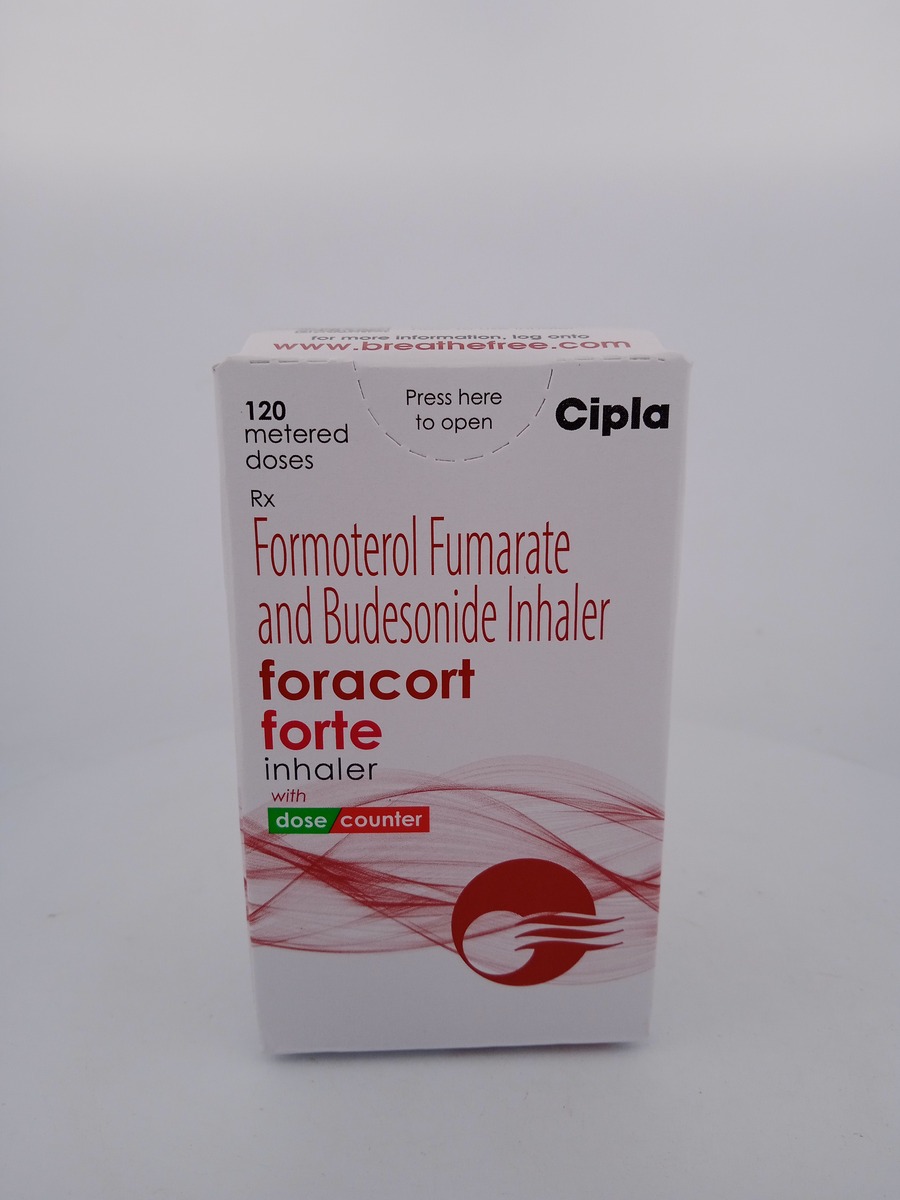 for more information, log onto
www.breathefree.com
Press here
to open
Cipla
120
metered
doses
Rx
Formoterol Fumarate
and Budesonide Inhaler
foracort
forte
inhaler
with
dose counter